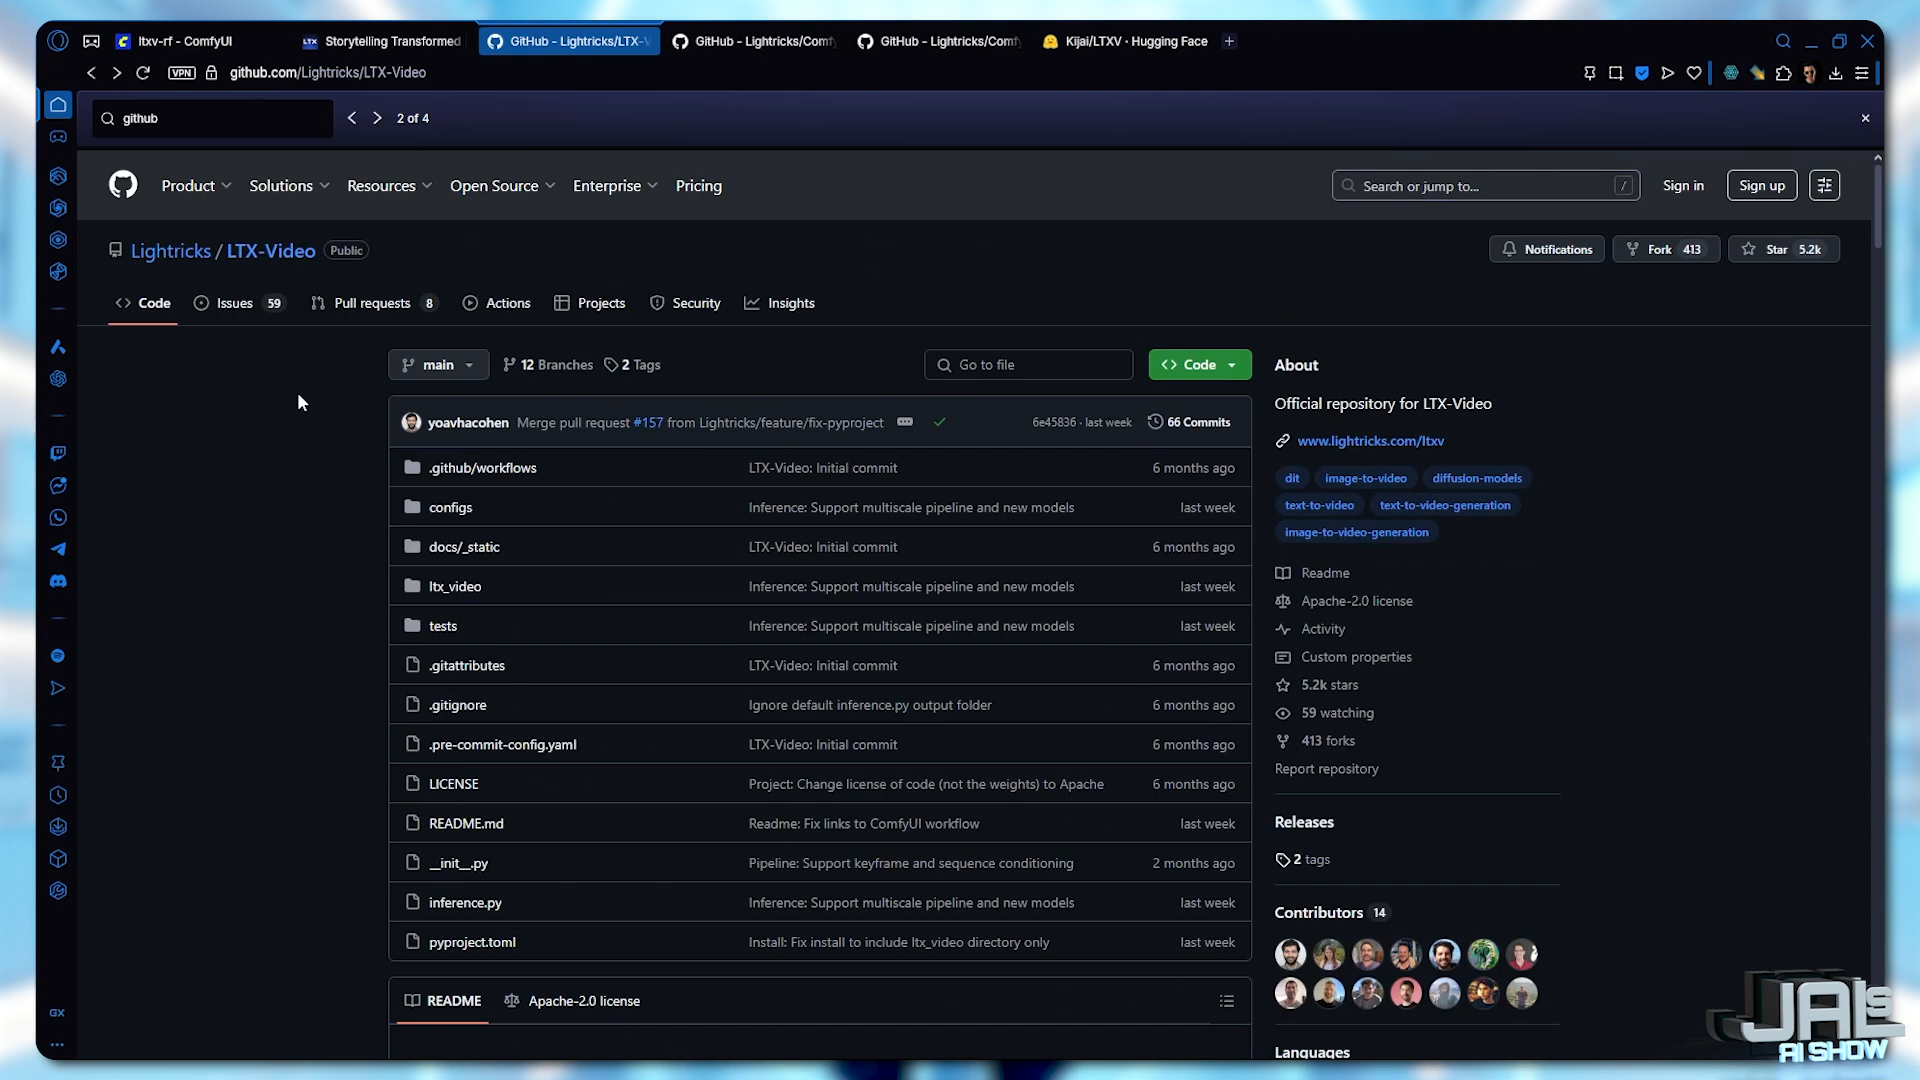 ltxv-rf - ComfyUI
LTX Storytelling Transformed
GitHub - Lightricks/LTX-V
GitHub - Lightricks/Comf
GitHub - Lightricks/Comf
Kijai/LTXV · Hugging Face
VPN github.com/Lightricks/LTX-Video
github 2 of 4
Product Solutions Resources Open Source Enterprise Pricing
Search or jump to... / Sign in Sign up
Lightricks / LTX-Video Public
Notifications Fork 413 Star 5.2k
Code Issues 59 Pull requests 8 Actions Projects Security Insights
main 12 Branches 2 Tags Go to file Code
yoavhacohen Merge pull request #157 from Lightricks/feature/fix-pyproject 6e45836 · last week 66 Commits
.github/workflows LTX-Video: Initial commit 6 months ago
configs Inference: Support multiscale pipeline and new models last week
docs/_static LTX-Video: Initial commit 6 months ago
ltx_video Inference: Support multiscale pipeline and new models last week
tests Inference: Support multiscale pipeline and new models last week
.gitattributes LTX-Video: Initial commit 6 months ago
.gitignore Ignore default inference.py output folder 6 months ago
.pre-commit-config.yaml LTX-Video: Initial commit 6 months ago
LICENSE Project: Change license of code (not the weights) to Apache 6 months ago
README.md Readme: Fix links to ComfyUI workflow last week
__init__.py Pipeline: Support keyframe and sequence conditioning 2 months ago
inference.py Inference: Support multiscale pipeline and new models last week
pyproject.toml Install: Fix install to include ltx_video directory only last week
README Apache-2.0 license
About
Official repository for LTX-Video
www.lightricks.com/ltxv
dit image-to-video diffusion-models
text-to-video text-to-video-generation
image-to-video-generation
Readme
Apache-2.0 license
Activity
Custom properties
5.2k stars
59 watching
413 forks
Report repository
Releases
2 tags
Contributors 14
Languages
GX
JALs
AI SHOW